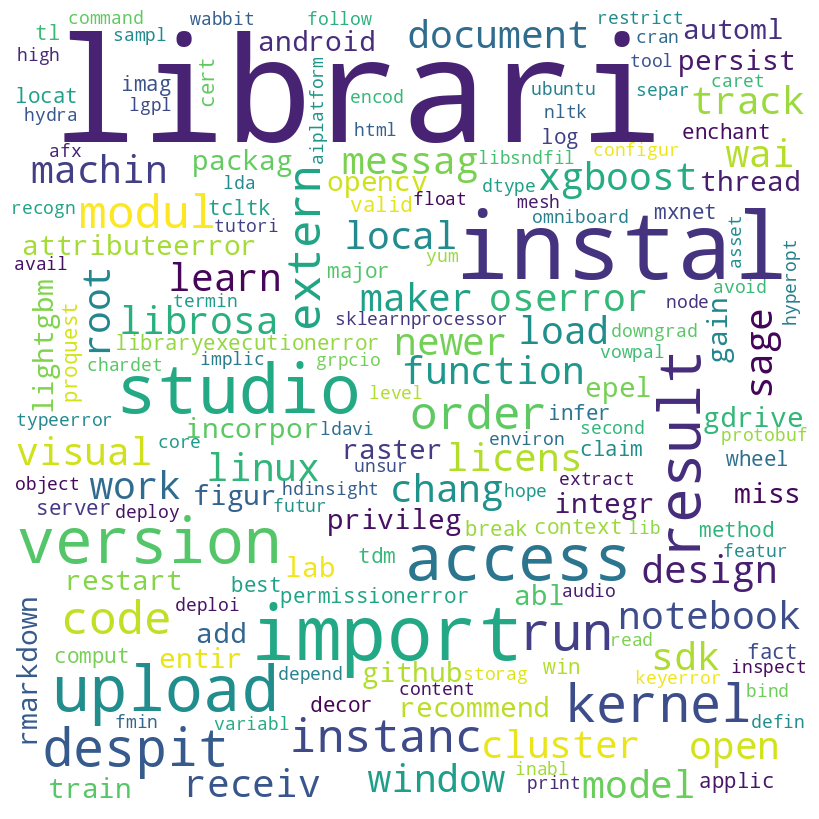 command
wabbit
follow
restrict
tl
sampl
android
document
cran
automl
high
librari
tool
persist
imag
cert
locat
lgpl
encod
ubuntu
separ
caret
track
hydra
aiplatform
html
nltk
log
enchant
afx
machin
packag
messag
libsndfil
configur
wai
xgboost
thread
lda
opencv
dtype
recogn
modul
tcltk
valid
float
mesh
mxnet
tutori
extern
omniboard
asset
attributeerror
local
instal
hyperopt
avail
major
yum
root
learn
termin
maker
oserror
node
avoid
lightgbm
librosa
sklearnprocessor
load
downgrad
gain
sage
proquest
libraryexecutionerror
newer
chardet
implic
grpcio
function
vowpal
studio
level
result
epel
typeerror
incorpor
ldavi
order
infer
second
gdrive
protobuf
core
visual
linux
raster
environ
claim
unsur
licens
wheel
object
work
figur
hdinsight
chang
hope
extract
integr
miss
server
deploy
futur
privileg
break
context
lib
method
version
tdm
access
featur
restart
best
lab
design
permissionerror
abl
audio
code
deploi
import
run
notebook
rmarkdown
add
read
fact
comput
entir
github
storag
win
sdk
inspect
upload
depend
content
keyerror
bind
decor
recommend
kernel
fmin
variabl
defin
despit
instanc
cluster
open
receiv
window
inabl
train
print
model
applic